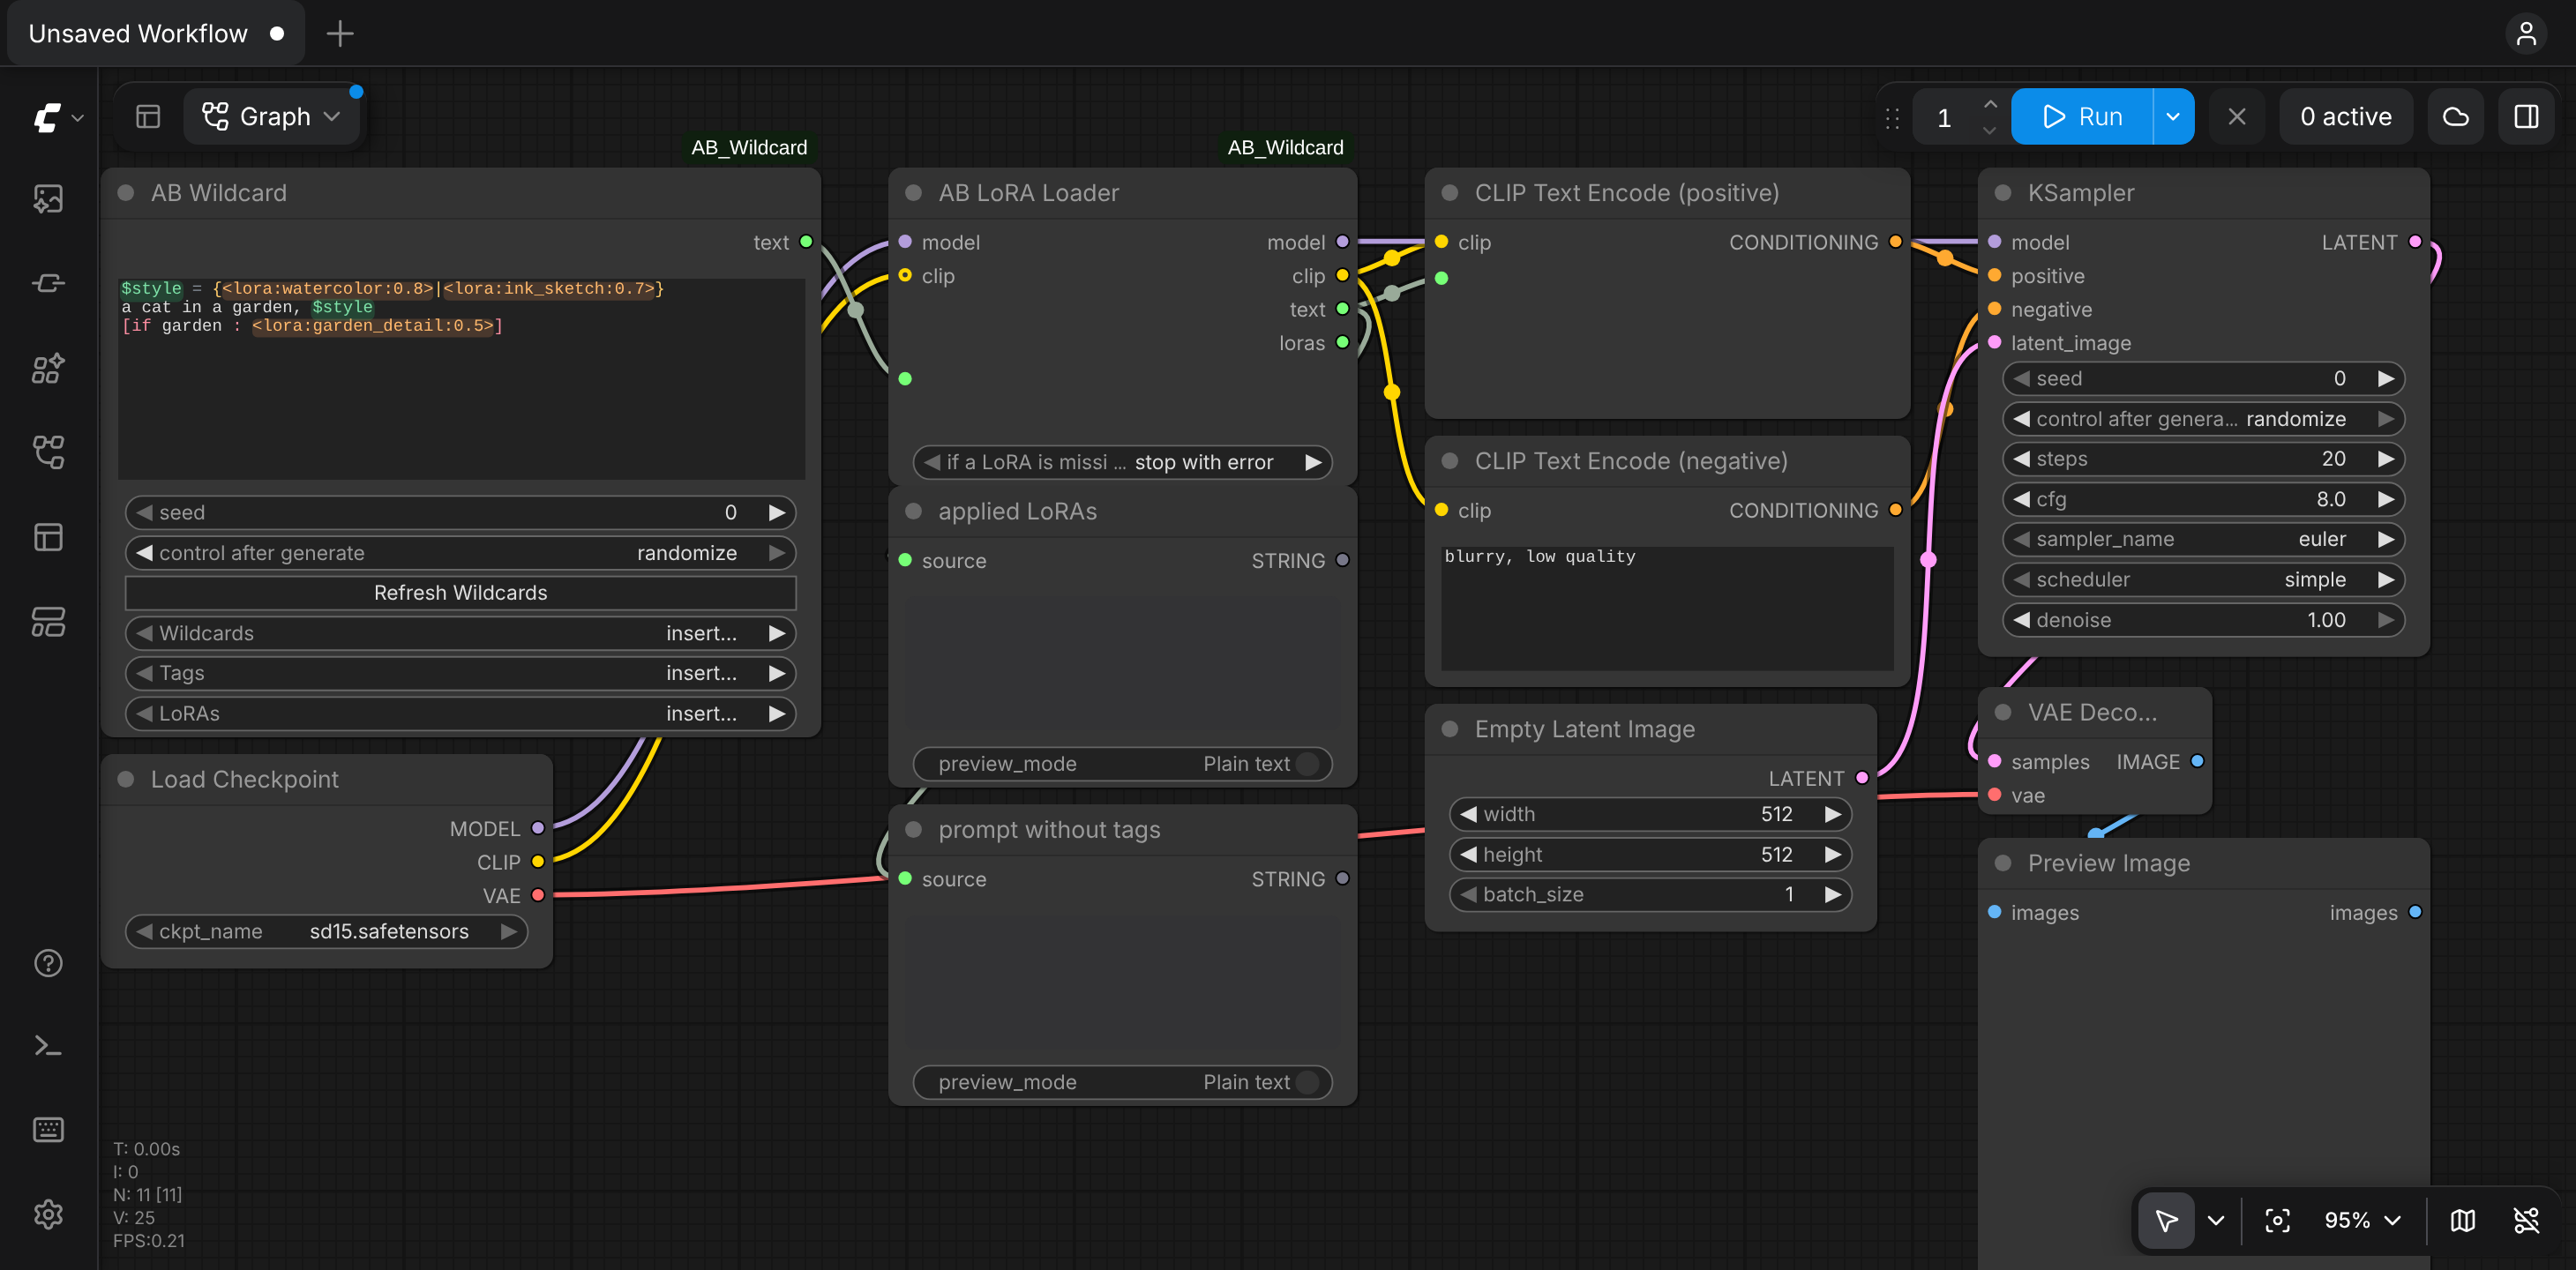 Unsaved Workflow
Graph
1
Run
0 active
AB_Wildcard
AB_Wildcard
AB Wildcard
text
$style = {<lora:watercolor:0.8>|<lora:ink_sketch:0.7>}
a cat in a garden, $style
[if garden : <lora:garden_detail:0.5>]
seed 0
control after generate randomize
Refresh Wildcards
Wildcards insert...
Tags insert...
LoRAs insert...
Load Checkpoint
MODEL
CLIP
VAE
ckpt_name sd15.safetensors
AB LoRA Loader
model model
clip clip
text
loras
if a LoRA is missi ... stop with error
applied LoRAs
source STRING
preview_mode Plain text
prompt without tags
source STRING
preview_mode Plain text
CLIP Text Encode (positive)
clip CONDITIONING
CLIP Text Encode (negative)
clip CONDITIONING
blurry, low quality
Empty Latent Image
LATENT
width 512
height 512
batch_size 1
KSampler
model LATENT
positive
negative
latent_image
seed 0
control after genera... randomize
steps 20
cfg 8.0
sampler_name euler
scheduler simple
denoise 1.00
VAE Deco...
samples IMAGE
vae
Preview Image
images images
T: 0.00s
I: 0
N: 11 [11]
V: 25
FPS:0.21
95%